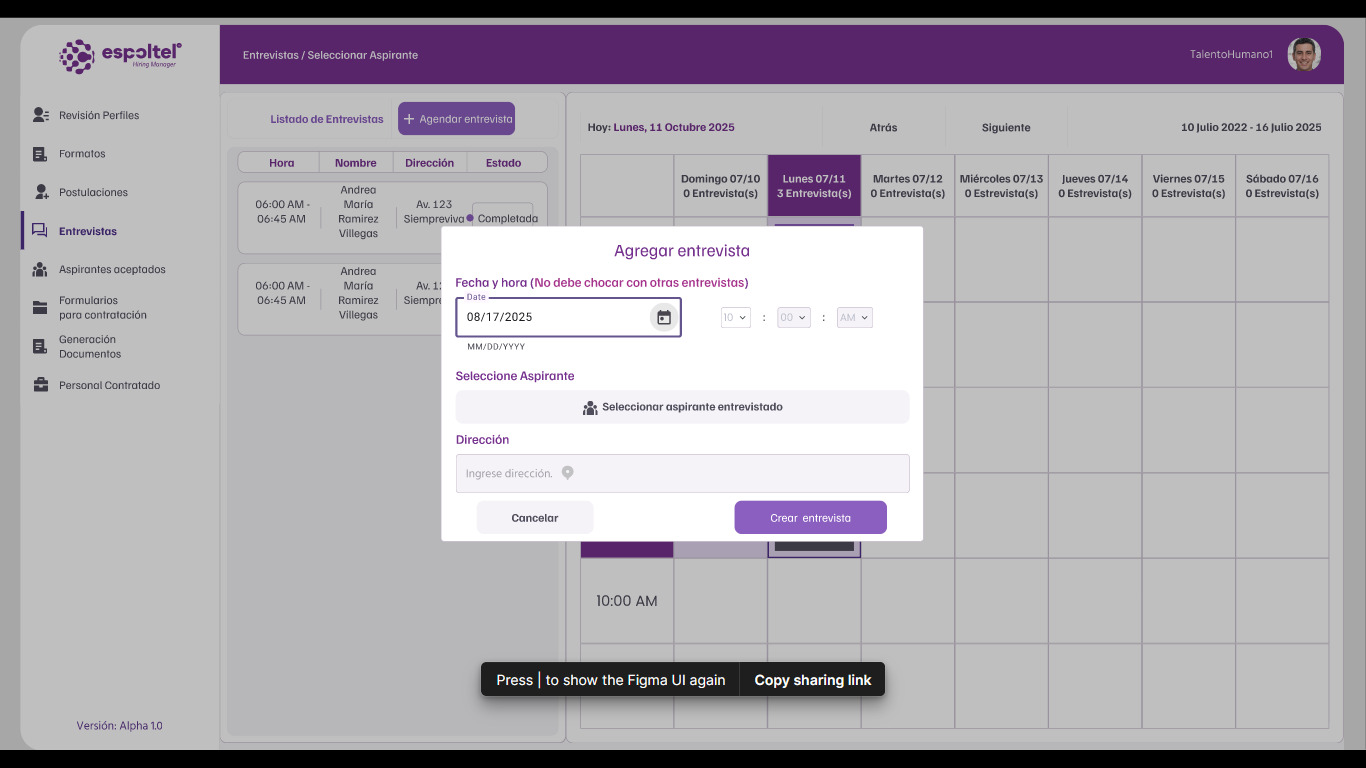 espoltel
Hiring Manager
Entrevistas / Seleccionar Aspirante
TalentoHumano1
Revisión Perfiles
Formatos
Postulaciones
Entrevistas
Aspirantes aceptados
Formularios
para contratación
Generación
Documentos
Personal Contratado
Versión: Alpha 1.0
Listado de Entrevistas
+ Agendar entrevista
Hora Nombre Dirección Estado
06:00 AM -
06:45 AM
Andrea
María
Ramirez
Villegas
Av. 123
Siempreviva
Completada
06:00 AM -
06:45 AM
Andrea
María
Ramirez
Villegas
Av. 12
Siempre
Hoy: Lunes, 11 Octubre 2025
Atrás
Siguiente
10 Julio 2022 - 16 Julio 2025
Domingo 07/10
0 Entrevista(s)
Lunes 07/11
3 Entrevista(s)
Martes 07/12
0 Entrevista(s)
Miércoles 07/13
0 Estrevista(s)
Jueves 07/14
0 Estrevista(s)
Viernes 07/15
0 Estrevista(s)
Sábado 07/16
0 Estrevista(s)
10:00 AM
Agregar entrevista
Fecha y hora (No debe chocar con otras entrevistas)
Date
08/17/2025
MM/DD/YYYY
10 : 00 : AM
Seleccione Aspirante
Seleccionar aspirante entrevistado
Dirección
Ingrese dirección.
Cancelar
Crear entrevista
Press | to show the Figma UI again
Copy sharing link